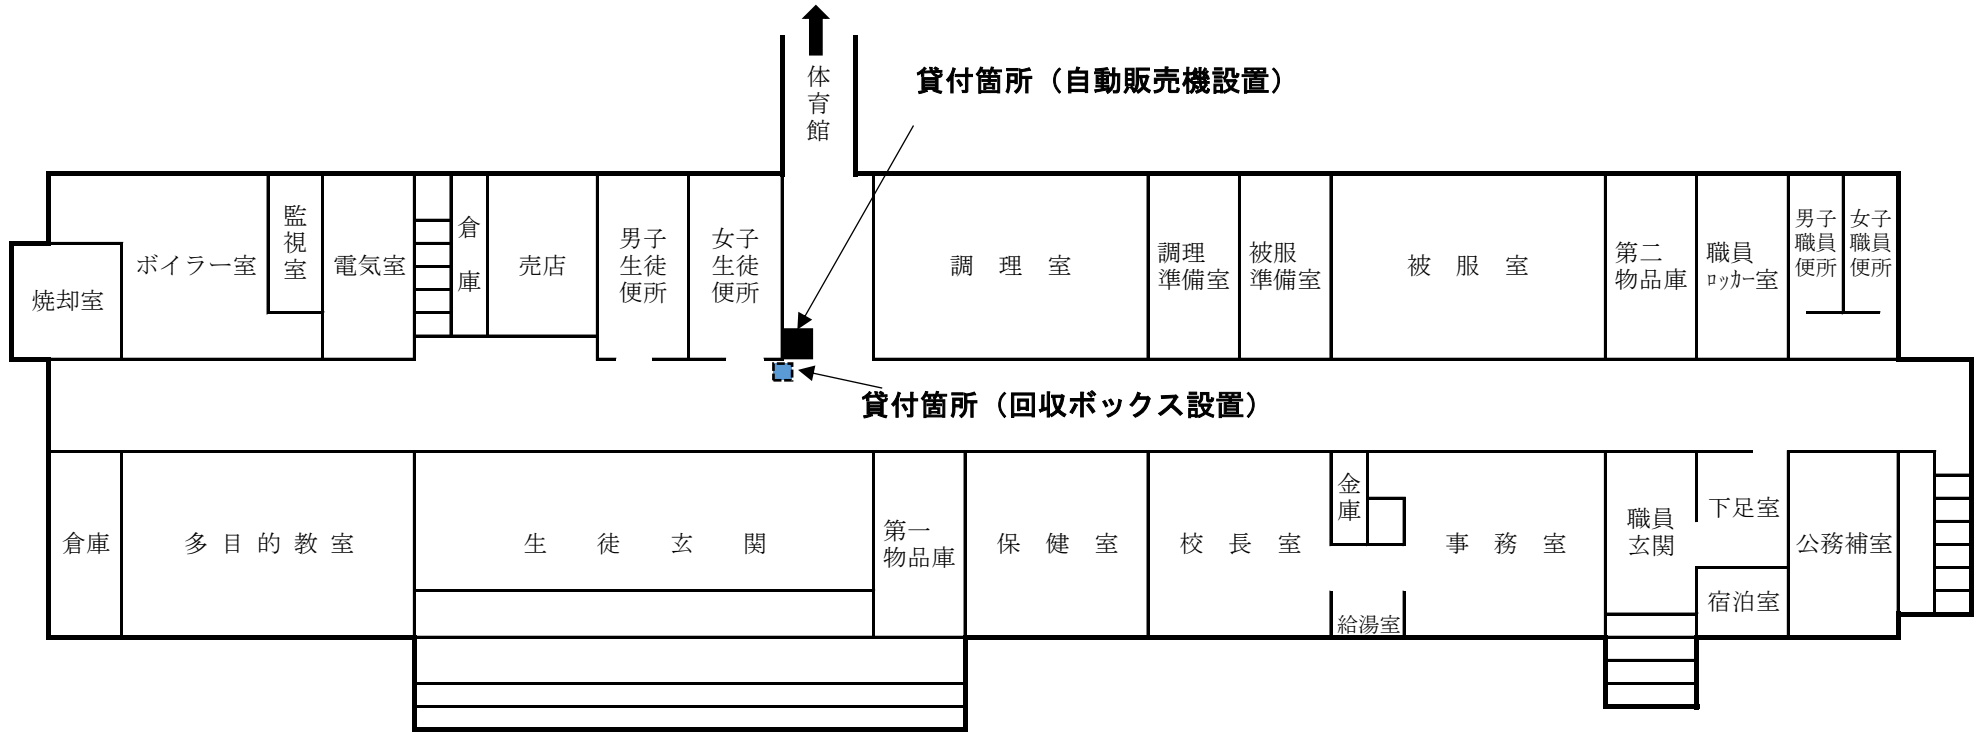 体育館
貸付箇所（自動販売機設置）
焼却室
ボイラー室
監視室
電気室
倉庫
売店
男子
生徒
便所
女子
生徒
便所
調理室
調理
準備室
被服
準備室
被服室
第二
物品庫
職員
ﾛｯｶｰ室
男子
職員
便所
女子
職員
便所
貸付箇所（回収ボックス設置）
倉庫
多目的教室
生徒玄関
第一
物品庫
保健室
校長室
金庫
給湯室
事務室
職員
玄関
下足室
宿泊室
公務補室